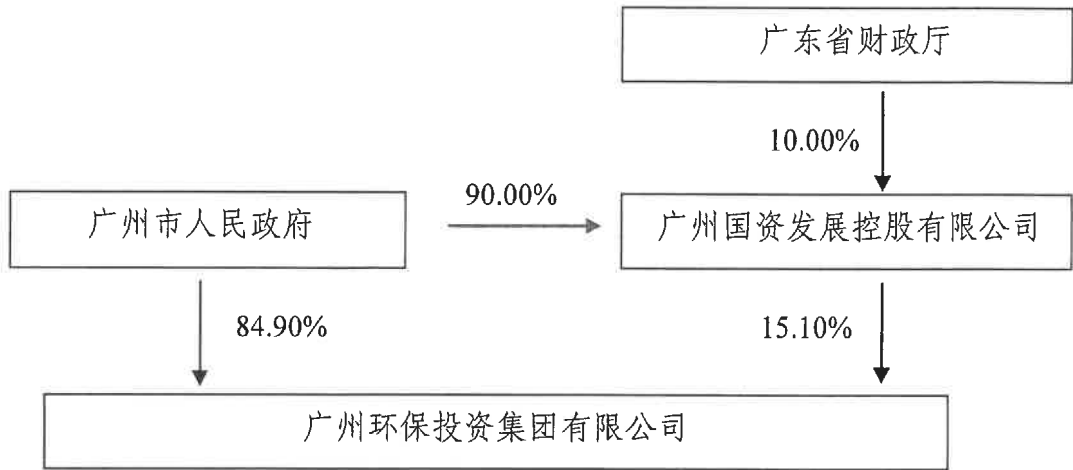 广东省财政厅
10.00%
90.00%
广州市人民政府
广州国资发展控股有限公司
84.90%
15.10%
广州环保投资集团有限公司